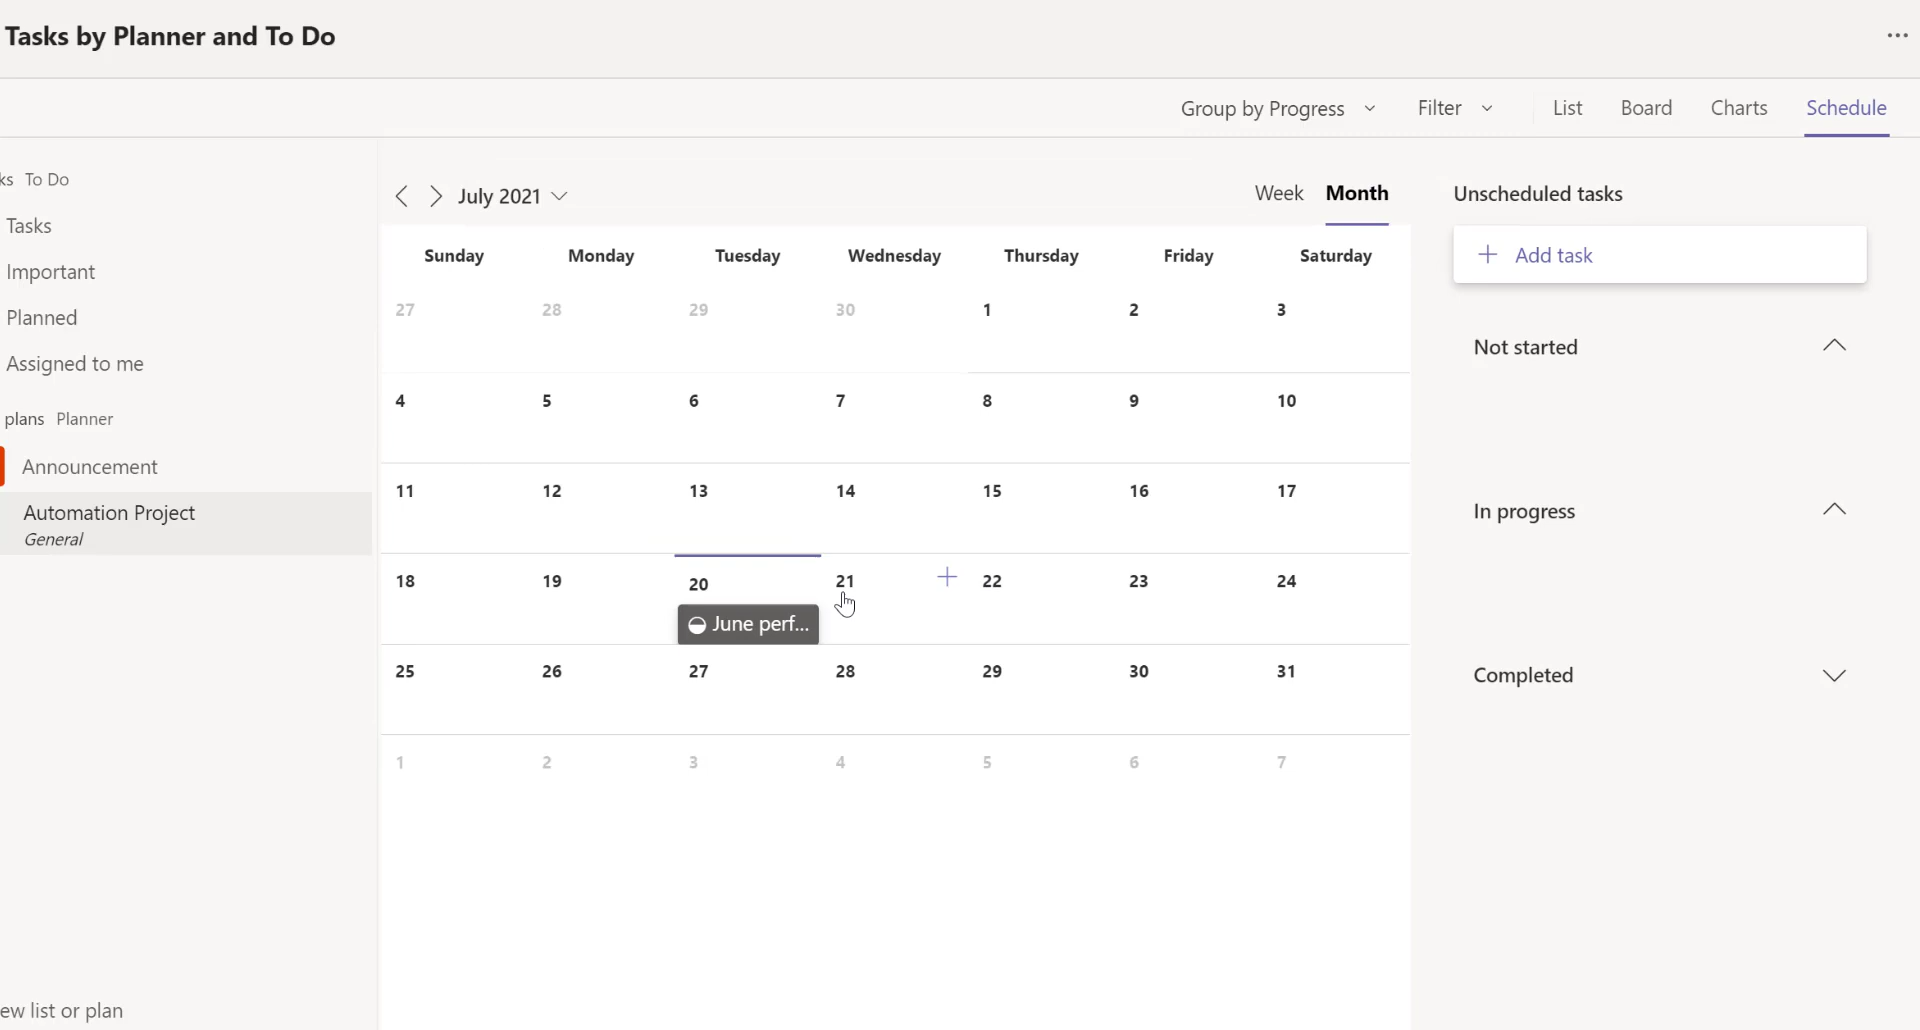 Tasks by Planner and To Do
Group by Progress Filter List Board Charts Schedule
ks To Do
Tasks
Important
Planned
Assigned to me
plans Planner
Announcement
Automation Project
General
ew list or plan
July 2021 Week Month
Sunday Monday Tuesday Wednesday Thursday Friday Saturday
27 28 29 30 1 2 3
4 5 6 7 8 9 10
11 12 13 14 15 16 17
18 19 20 21 22 23 24
June perf...
25 26 27 28 29 30 31
1 2 3 4 5 6 7
Unscheduled tasks
+ Add task
Not started
In progress
Completed